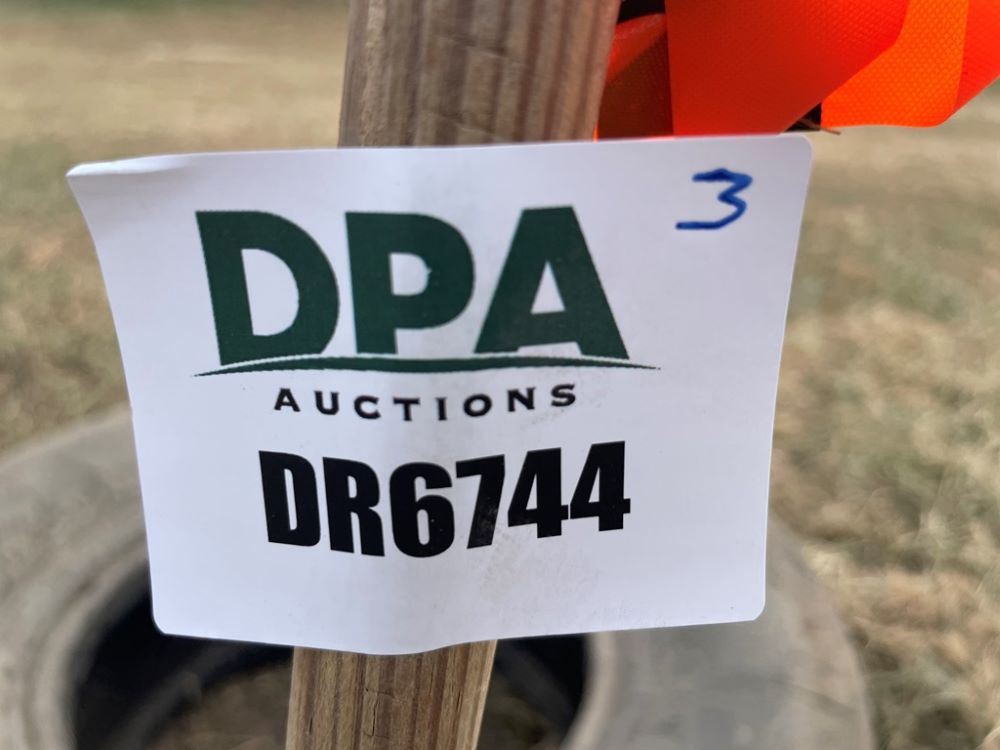 3
DPA
AUCTIONS
DR6744